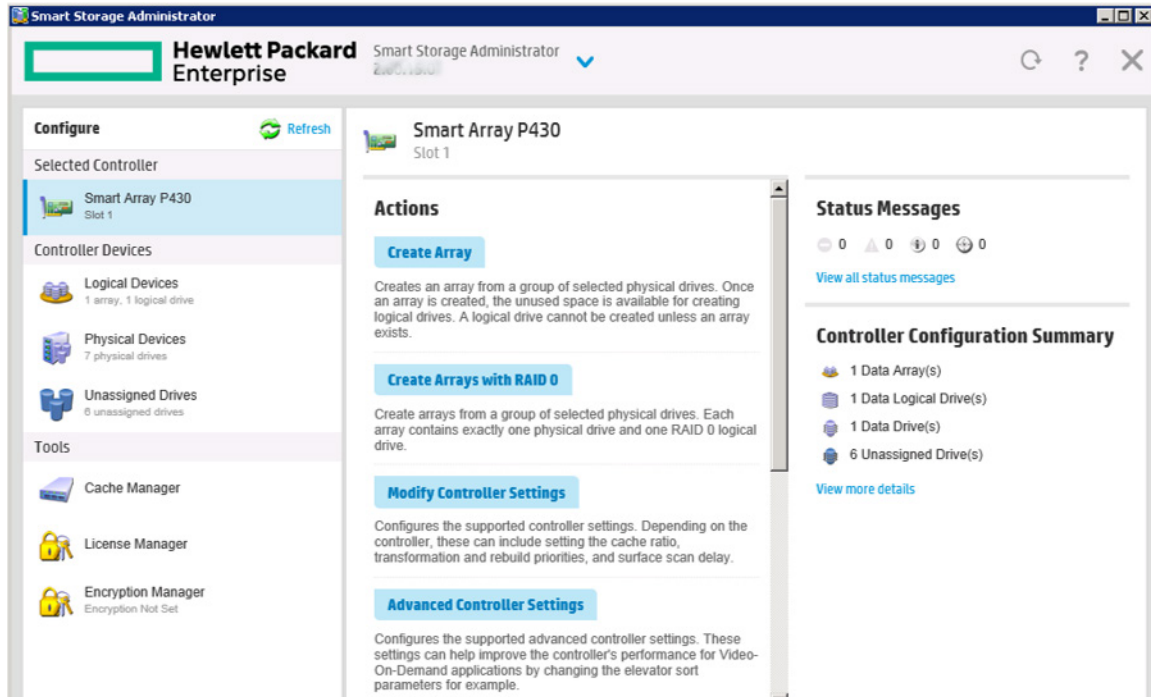 Smart Storage Administrator
Hewlett Packard
Enterprise
Smart Storage Administrator
Configure
Refresh
Selected Controller
Smart Array P430
Slot 1
Controller Devices
Logical Devices
1 array, 1 logical drive
Physical Devices
7 physical drives
Unassigned Drives
6 unassigned drives
Tools
Cache Manager
License Manager
Encryption Manager
Encryption Not Set
Smart Array P430
Slot 1
Actions
Create Array
Creates an array from a group of selected physical drives. Once
an array is created, the unused space is available for creating
logical drives. A logical drive cannot be created unless an array
exists.
Create Arrays with RAID 0
Create arrays from a group of selected physical drives. Each
array contains exactly one physical drive and one RAID 0 logical
drive.
Modify Controller Settings
Configures the supported controller settings. Depending on the
controller, these can include setting the cache ratio,
transformation and rebuild priorities, and surface scan delay.
Advanced Controller Settings
Configures the supported advanced controller settings. These
settings can help improve the controller's performance for Video-
On-Demand applications by changing the elevator sort
parameters for example.
Status Messages
0 0 0 0
View all status messages
Controller Configuration Summary
1 Data Array(s)
1 Data Logical Drive(s)
1 Data Drive(s)
6 Unassigned Drive(s)
View more details